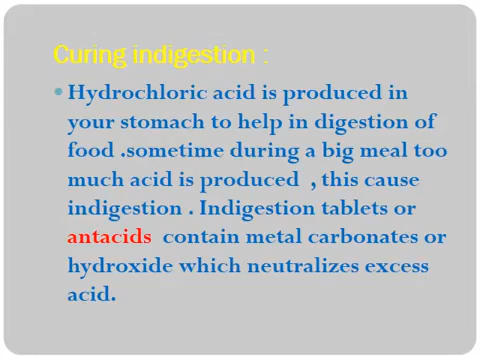 Curing indigestion :
• Hydrochloric acid is produced in
your stomach to help in digestion of
food .sometime during a big meal too
much acid is produced , this cause
indigestion . Indigestion tablets or
antacids contain metal carbonates or
hydroxide which neutralizes excess
acid.